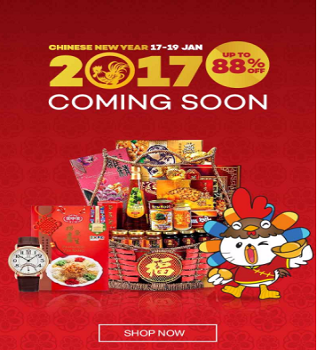 CHINESE NEW YEAR 17-19 JAN
2017
UP TO
88%
OFF
COMING SOON
福
SHOP NOW